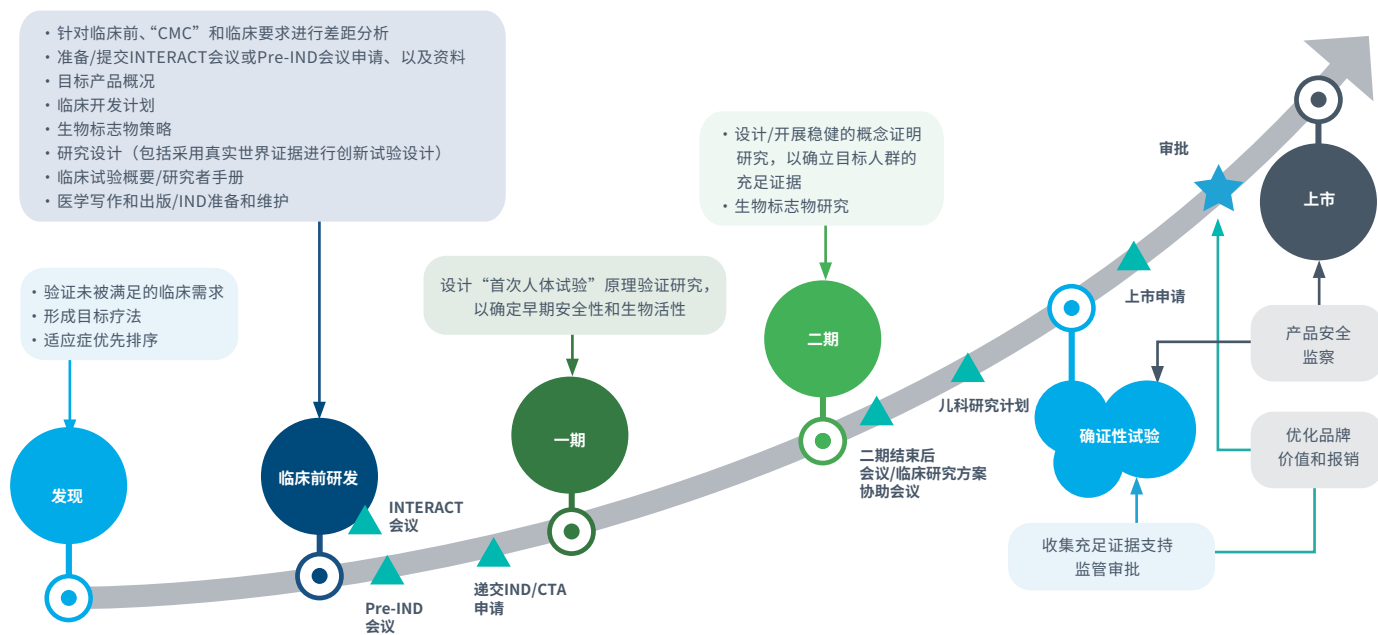 • 针对临床前、“CMC”和临床要求进行差距分析
• 准备/提交INTERACT会议或Pre-IND会议申请、以及资料
• 目标产品概况
• 临床开发计划
• 生物标志物策略
• 研究设计（包括采用真实世界证据进行创新试验设计）
• 临床试验概要/研究者手册
• 医学写作和出版/IND准备和维护
• 验证未被满足的临床需求
• 形成目标疗法
• 适应症优先排序
发现
临床前研发
INTERACT
会议
Pre-IND
会议
递交IND/CTA
申请
设计“首次人体试验”原理验证研究，
以确定早期安全性和生物活性
一期
• 设计/开展稳健的概念证明
研究，以确立目标人群的
充足证据
• 生物标志物研究
二期
二期结束后
会议/临床研究方案
协助会议
儿科研究计划
确证性试验
收集充足证据支持
监管审批
上市申请
审批
上市
产品安全
监察
优化品牌
价值和报销